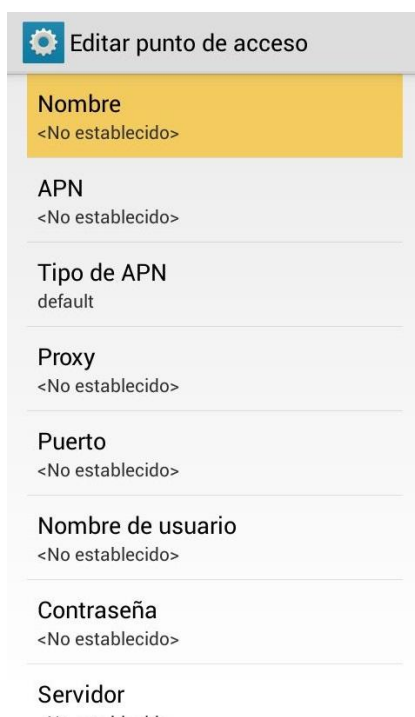 Editar punto de acceso
Nombre
<No establecido>
APN
<No establecido>
Tipo de APN
default
Proxy
<No establecido>
Puerto
<No establecido>
Nombre de usuario
<No establecido>
Contraseña
<No establecido>
Servidor